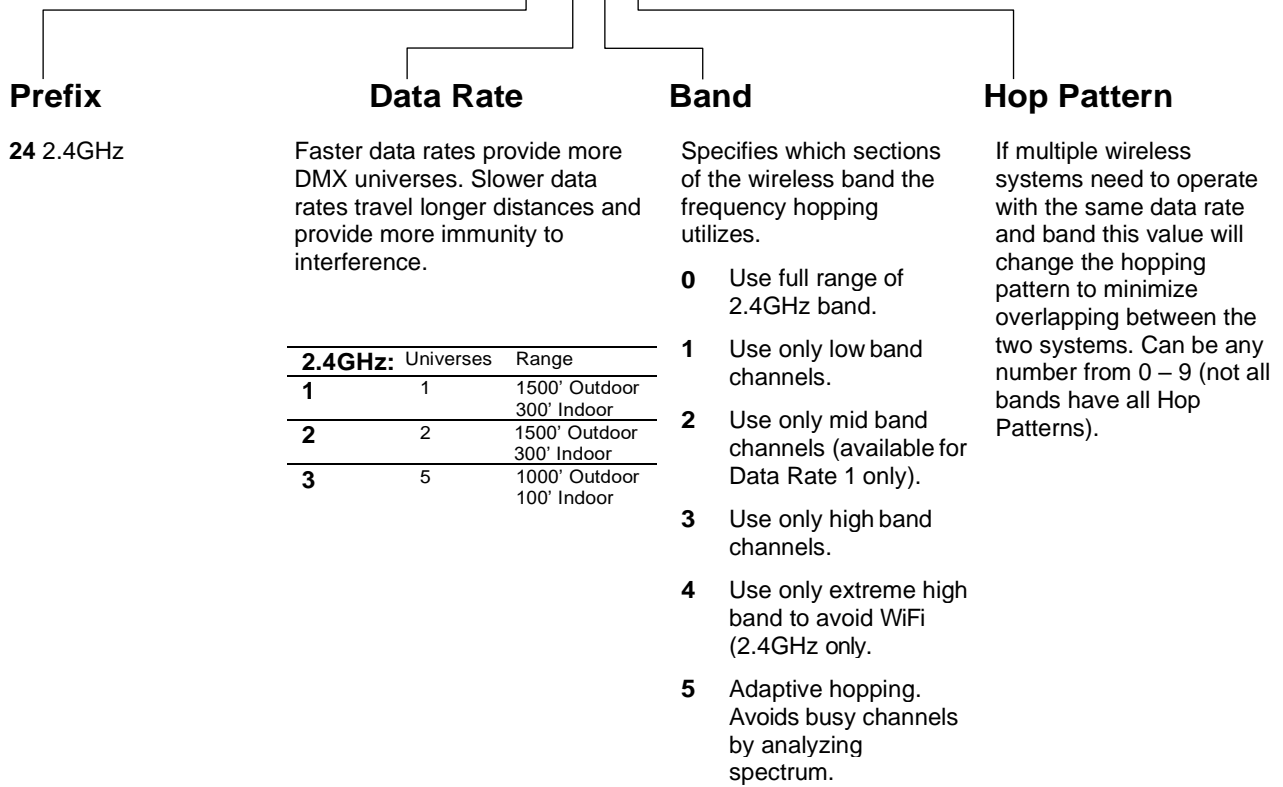 Prefix
24 2.4GHz
Data Rate
Faster data rates provide more
DMX universes. Slower data
rates travel longer distances and
provide more immunity to
interference.
2.4GHz: Universes Range
1 1 1500’ Outdoor
300’ Indoor
2 2 1500’ Outdoor
300’ Indoor
3 5 1000’ Outdoor
100’ Indoor
Band
Specifies which sections
of the wireless band the
frequency hopping
utilizes.
0 Use full range of
2.4GHz band.
1 Use only low band
channels.
2 Use only mid band
channels (available for
Data Rate 1 only).
3 Use only high band
channels.
4 Use only extreme high
band to avoid WiFi
(2.4GHz only.
5 Adaptive hopping.
Avoids busy channels
by analyzing
spectrum.
Hop Pattern
If multiple wireless
systems need to operate
with the same data rate
and band this value will
change the hopping
pattern to minimize
overlapping between the
two systems. Can be any
number from 0 – 9 (not all
bands have all Hop
Patterns).